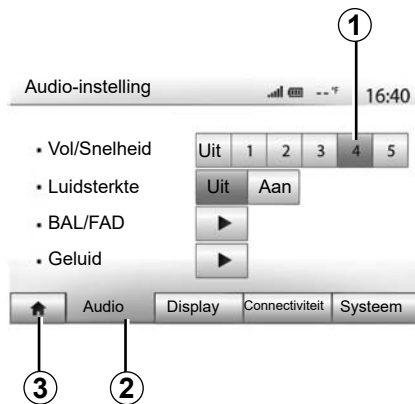 1
Audio-instelling --°F 16:40
• Vol/Snelheid Uit 1 2 3 4 5
• Luidsterkte Uit Aan
• BAL/FAD
• Geluid
Audio Display Connectiviteit Systeem
3 2